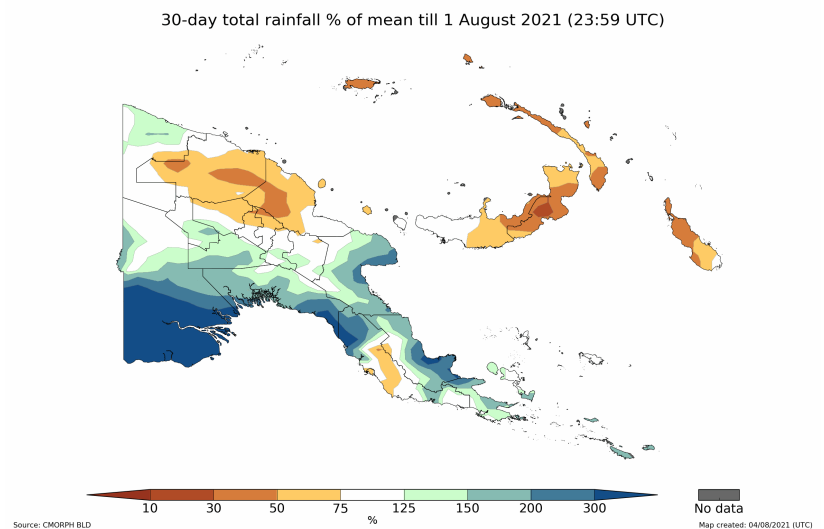 30-day total rainfall % of mean till 1 August 2021 (23:59 UTC)
10 30 50 75 125 150 200 300
%
No data
Source: CMORPH BLD
Map created: 04/08/2021 (UTC)